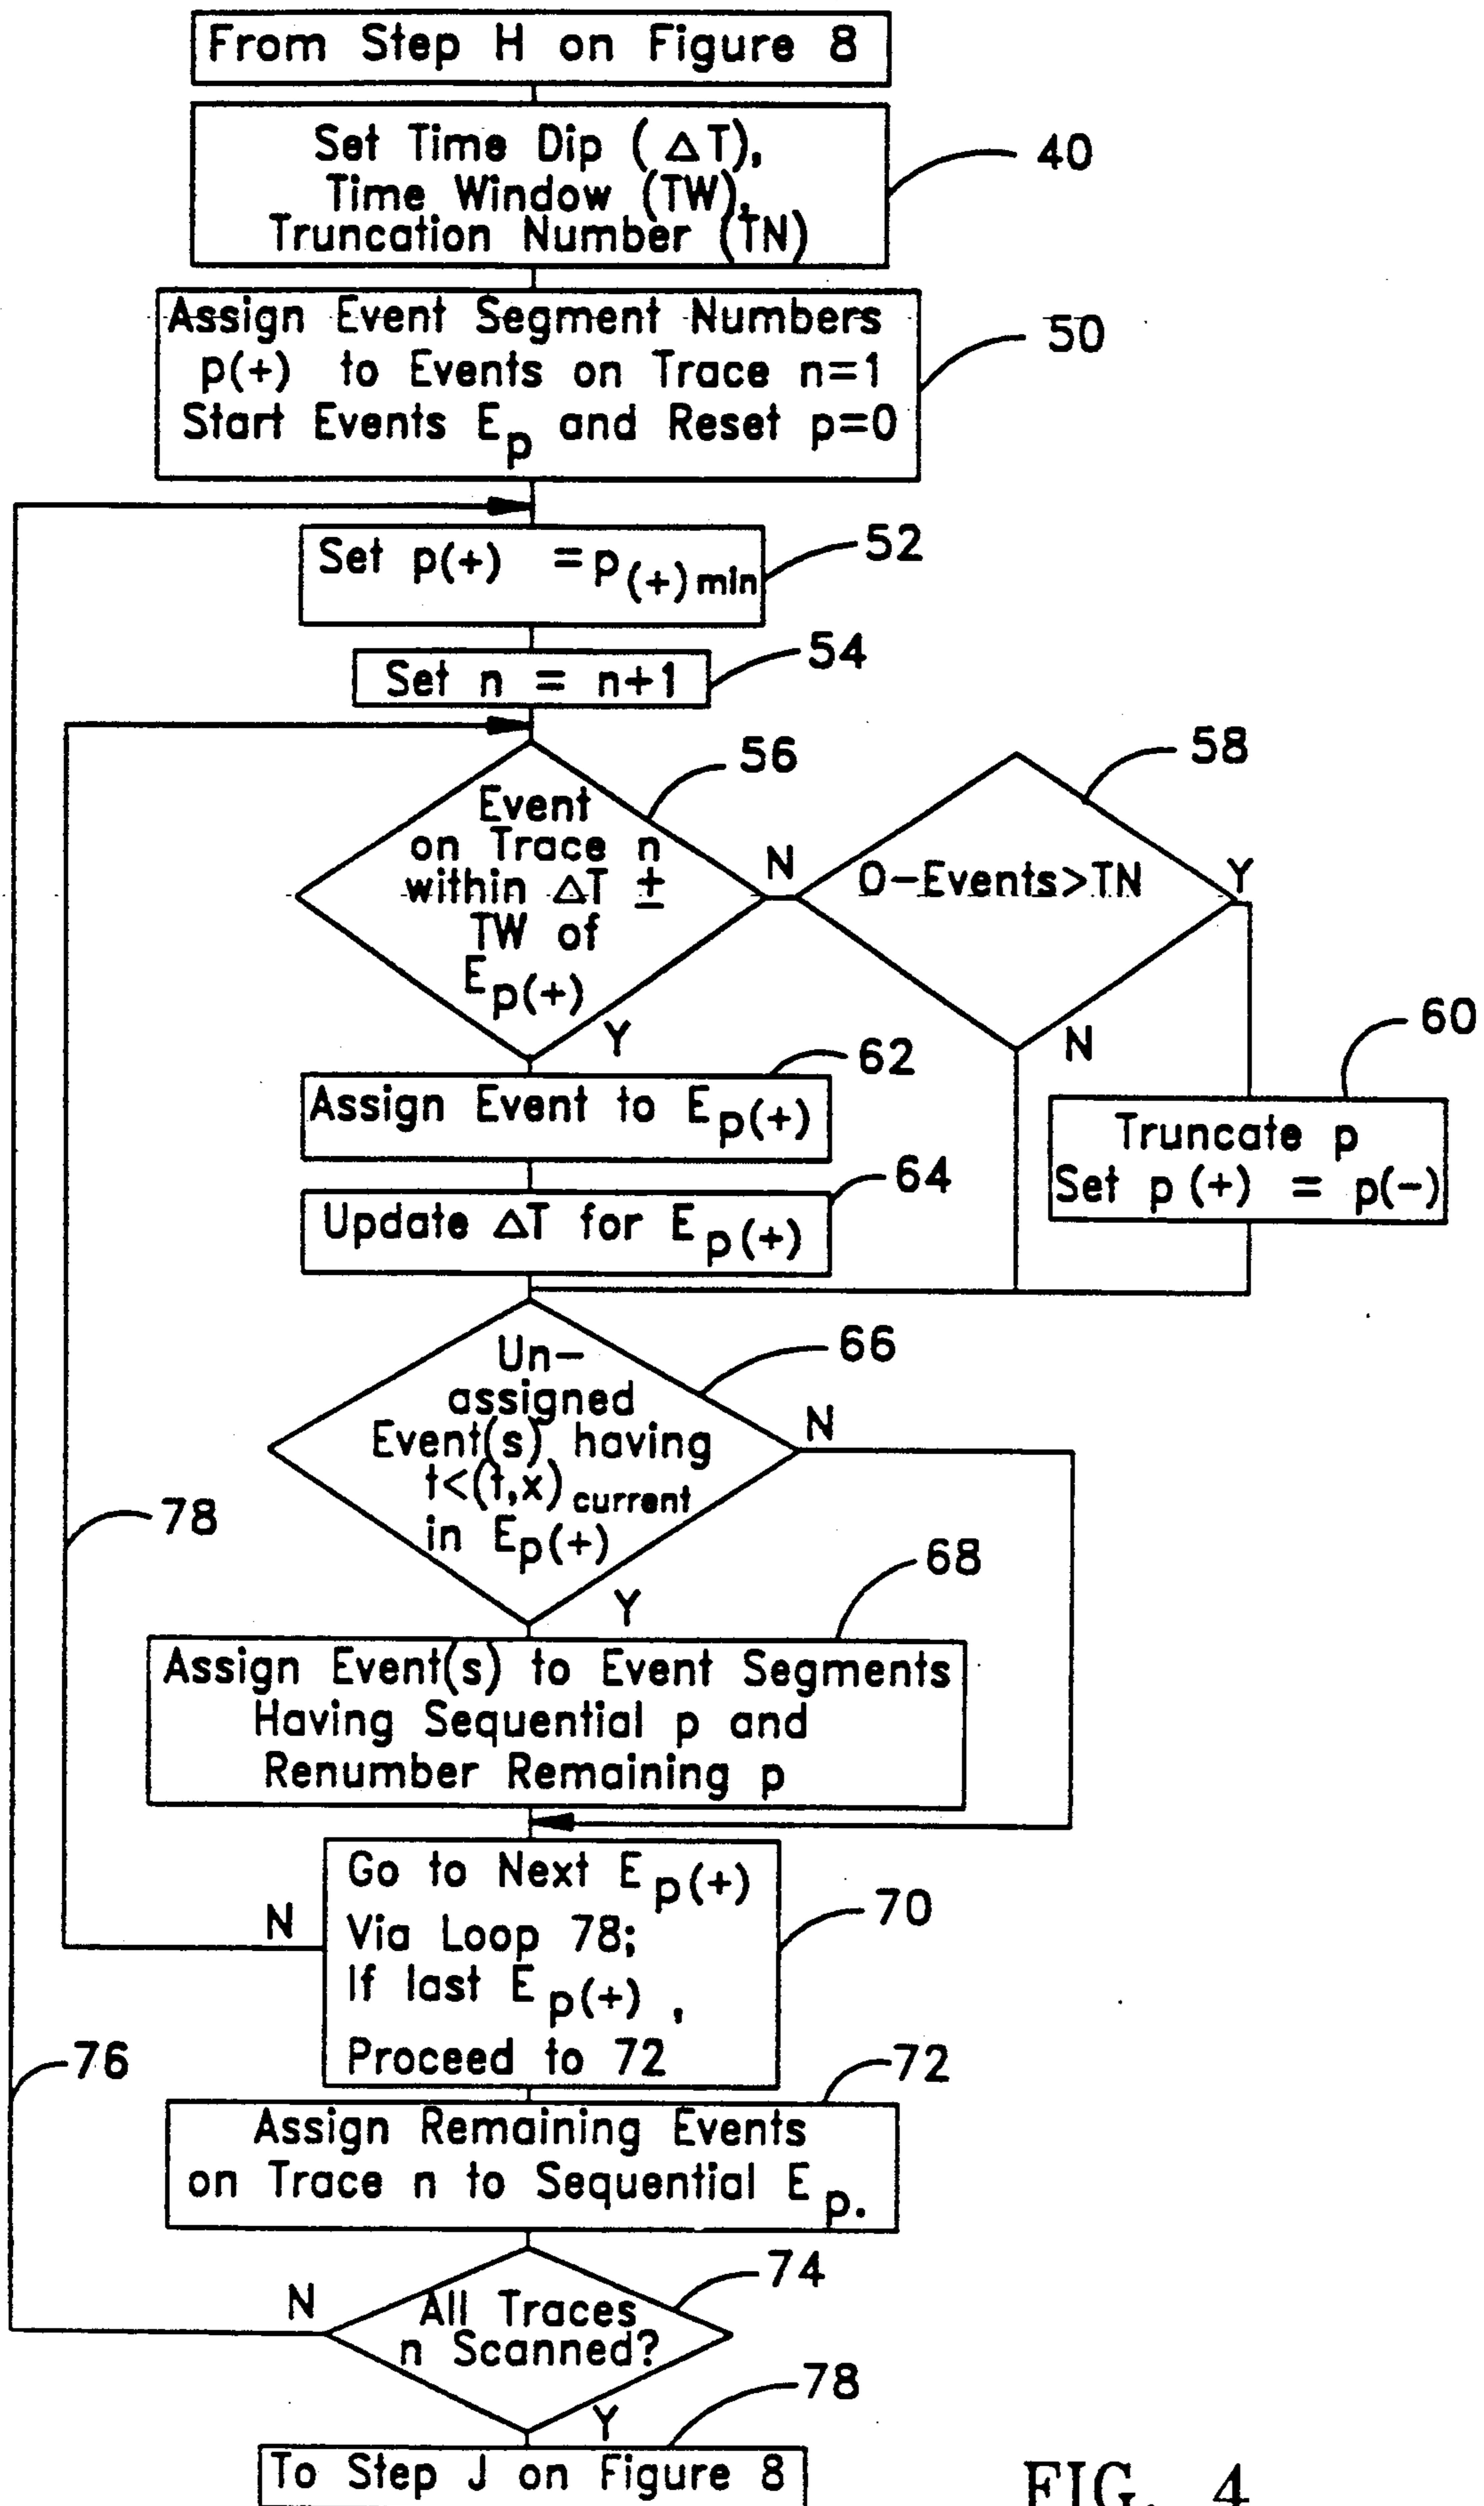 From Step H on Figure 8
Set Time Dip (ΔT),
Time Window (TW),
Truncation Number (TN)
40
Assign Event Segment Numbers
p(+) to Events on Trace n=1
Start Events Ep and Reset p=0
50
Set p(+) =p(+)min
52
Set n = n+1
54
Event
on Trace n
within ΔT ±
TW of
Ep(+)
56
N
Y
0-Events>TN
58
Y
N
Truncate p
Set p (+) = p(-)
60
Assign Event to Ep(+)
62
Update ΔT for Ep(+)
64
Un-
assigned
Event(s) having
t<(t,x) current
in Ep(+)
66
N
Y
78
Assign Event(s) to Event Segments
Having Sequential p and
Renumber Remaining p
68
Go to Next Ep(+)
Via Loop 78;
If last Ep(+) ,
Proceed to 72
70
N
76
Assign Remaining Events
on Trace n to Sequential Ep.
72
All Traces
n Scanned?
74
N
Y
To Step J on Figure 8
78
FIG. 4